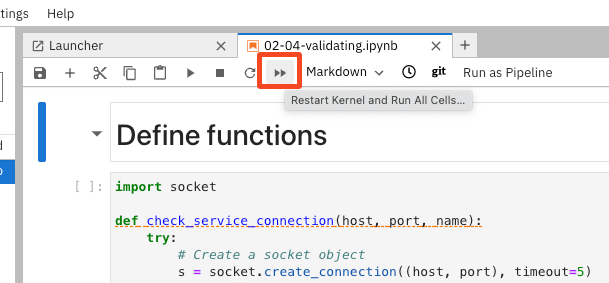 ttings Help
Launcher
02-04-validating.ipynb
Markdown
git
Run as Pipeline
Restart Kernel and Run All Cells...
Define functions
[ ]:
import socket
def check_service_connection(host, port, name):
try:
# Create a socket object
s = socket.create_connection((host, port), timeout=5)